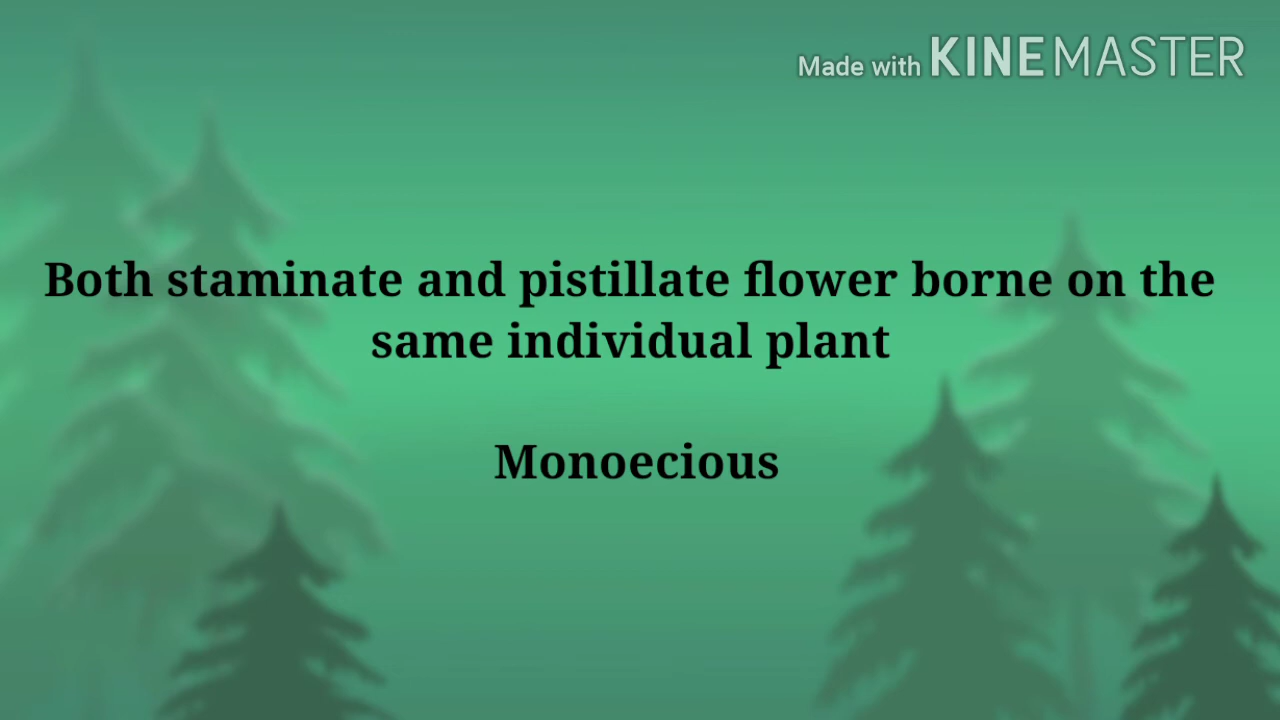 Made with KINEMASTER
Both staminate and pistillate flower borne on the
same individual plant
Monoecious